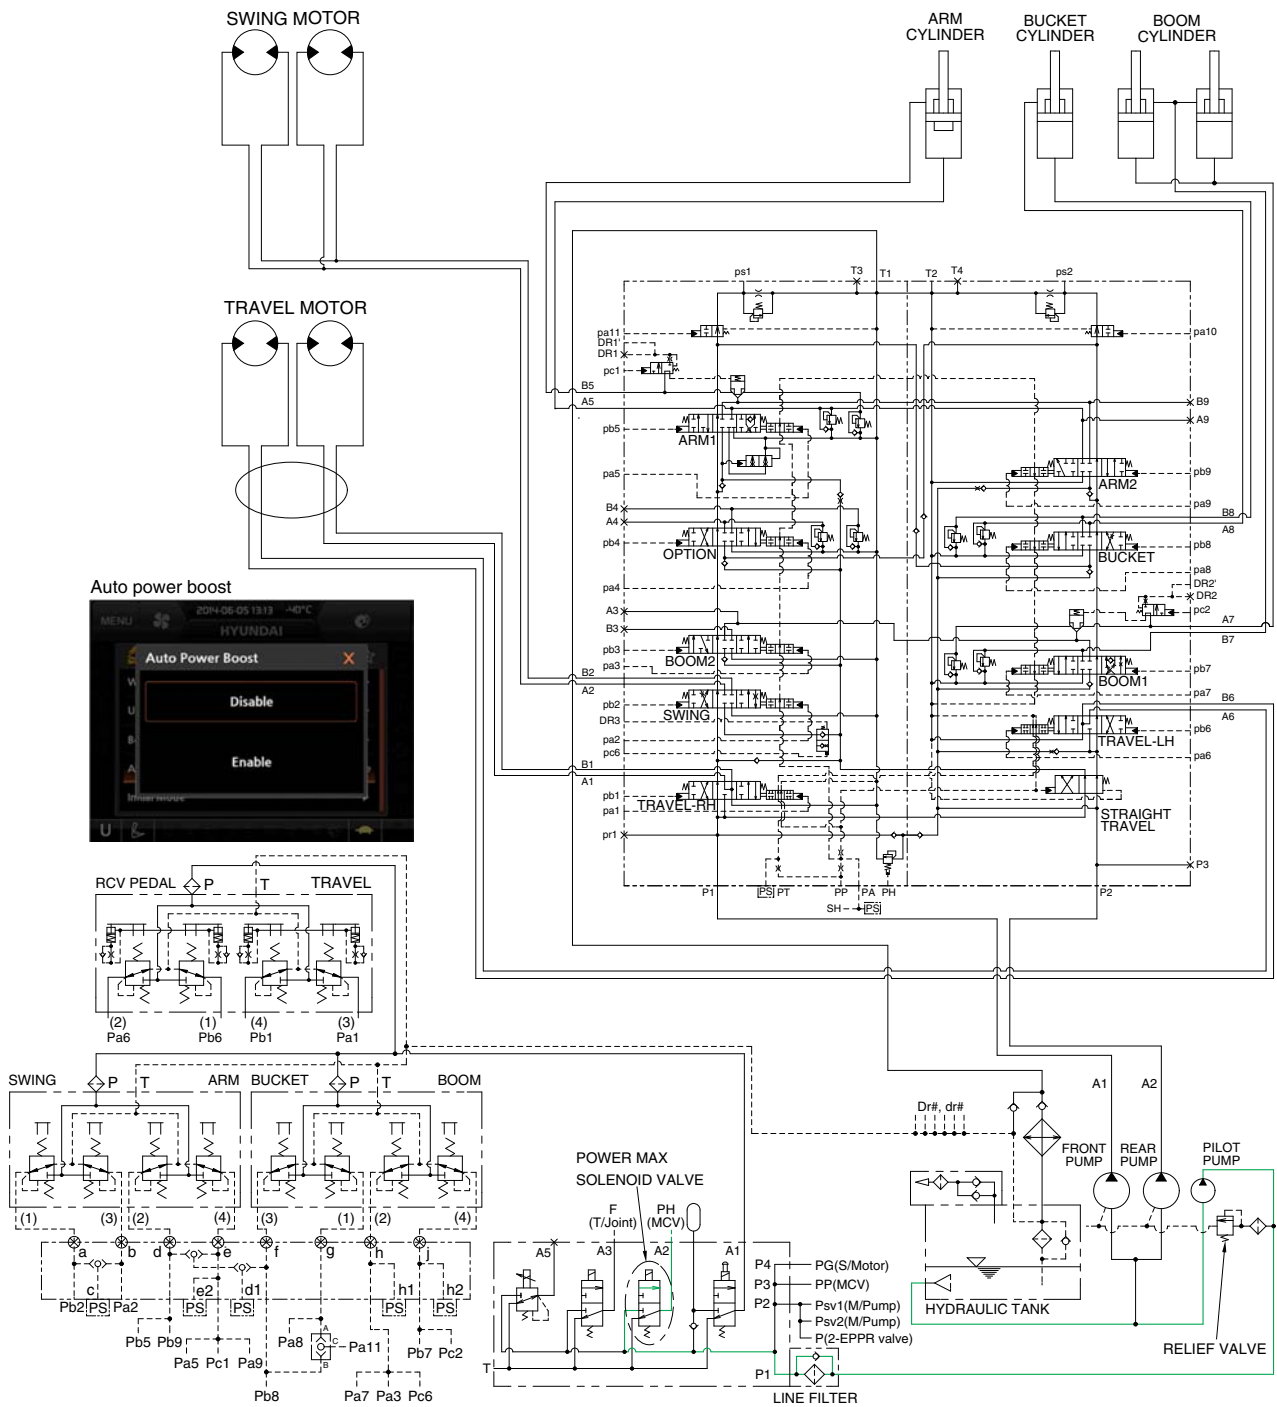 SWING MOTOR
ARM CYLINDER
BUCKET CYLINDER
BOOM CYLINDER
TRAVEL MOTOR
ps1
T3
T1
T2
T4
ps2
pa11
DR1'
DR1
pc1
B5
A5
pb5
ARM1
pa5
B4
A4
pb4
OPTION
pa4
A3
B3
pb3
BOOM2
pa3
B2
A2
pb2
SWING
DR3
pa2
pc6
B1
A1
pb1
TRAVEL-RH
pa1
pr1
pa10
B9
A9
pb9
ARM2
pa9
B8
A8
pb8
BUCKET
pa8
DR2'
DR2
pc2
A7
B7
pb7
BOOM1
pa7
B6
A6
pb6
TRAVEL-LH
pa6
STRAIGHT TRAVEL
P3
P1
PS
PT
PP
PA
PH
P2
SH
PS
Auto power boost
MENU
2014-06-05 13:13 -40°C
HYUNDAI
Auto Power Boost
X
Disable
Enable
Initial Mode
U
RCV PEDAL
P
T
TRAVEL
(2)
(1)
(4)
(3)
Pa6
Pb6
Pb1
Pa1
SWING
P
T
ARM
BUCKET
P
T
BOOM
(1)
(3)
(2)
(4)
(3)
(1)
(2)
(4)
a
b
d
e
f
g
h
j
c
e2
d1
h1
h2
Pb2
PS
Pa2
PS
PS
PS
PS
Pb5
Pb9
Pa5
Pc1
Pa9
Pa8
A
C
B
Pa11
Pb8
Pb7
Pc2
Pa7
Pa3
Pc6
POWER MAX
SOLENOID VALVE
F
(T/Joint)
PH
(MCV)
A5
A3
A2
A1
P4
PG(S/Motor)
P3
PP(MCV)
P2
Psv1(M/Pump)
Psv2(M/Pump)
P(2-EPPR valve)
T
P1
LINE FILTER
Dr#, dr#
A1
A2
FRONT PUMP
REAR PUMP
PILOT PUMP
HYDRAULIC TANK
RELIEF VALVE